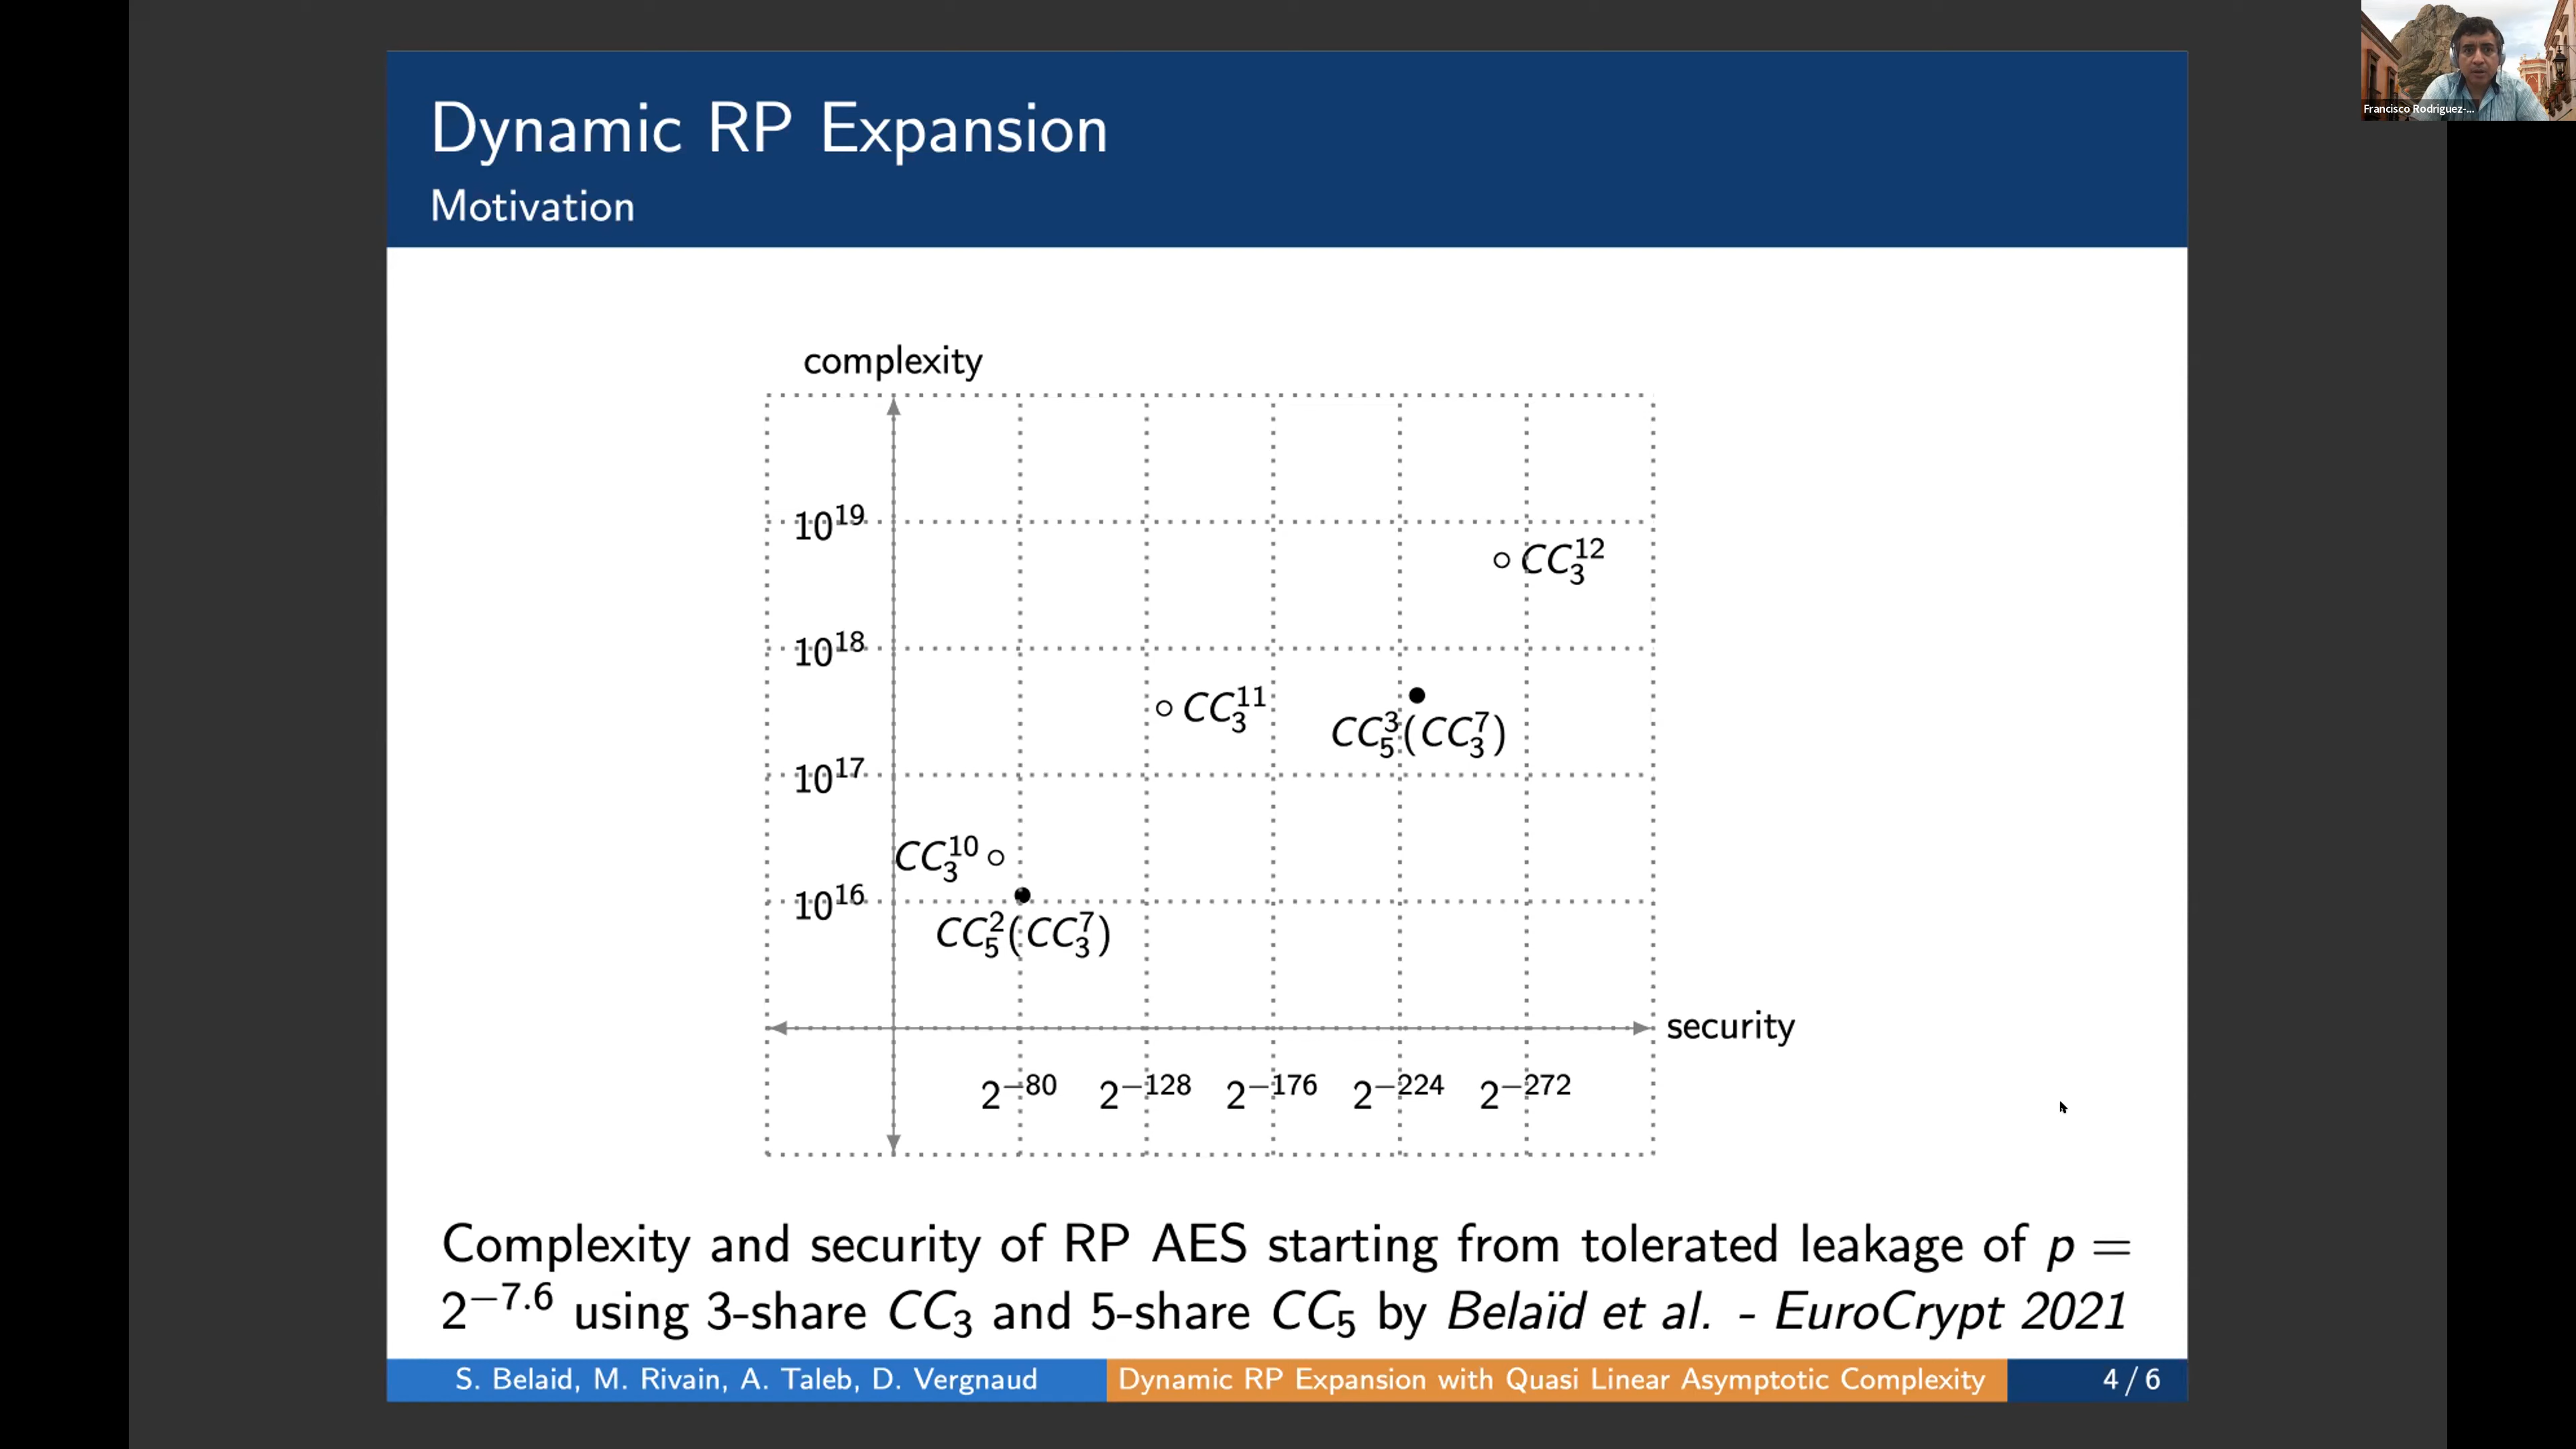 Francisco Rodriguez-...
Dynamic RP Expansion
Motivation
complexity
10^19
CC_3^12
10^18
CC_3^11
CC_5^3(CC_3^7)
10^17
CC_3^10
10^16
CC_5^2(CC_3^7)
security
2^−80 2^−128 2^−176 2^−224 2^−272
Complexity and security of RP AES starting from tolerated leakage of p =
2^−7.6 using 3-share CC_3 and 5-share CC_5 by Belaïd et al. - EuroCrypt 2021
S. Belaid, M. Rivain, A. Taleb, D. Vergnaud Dynamic RP Expansion with Quasi Linear Asymptotic Complexity 4 / 6